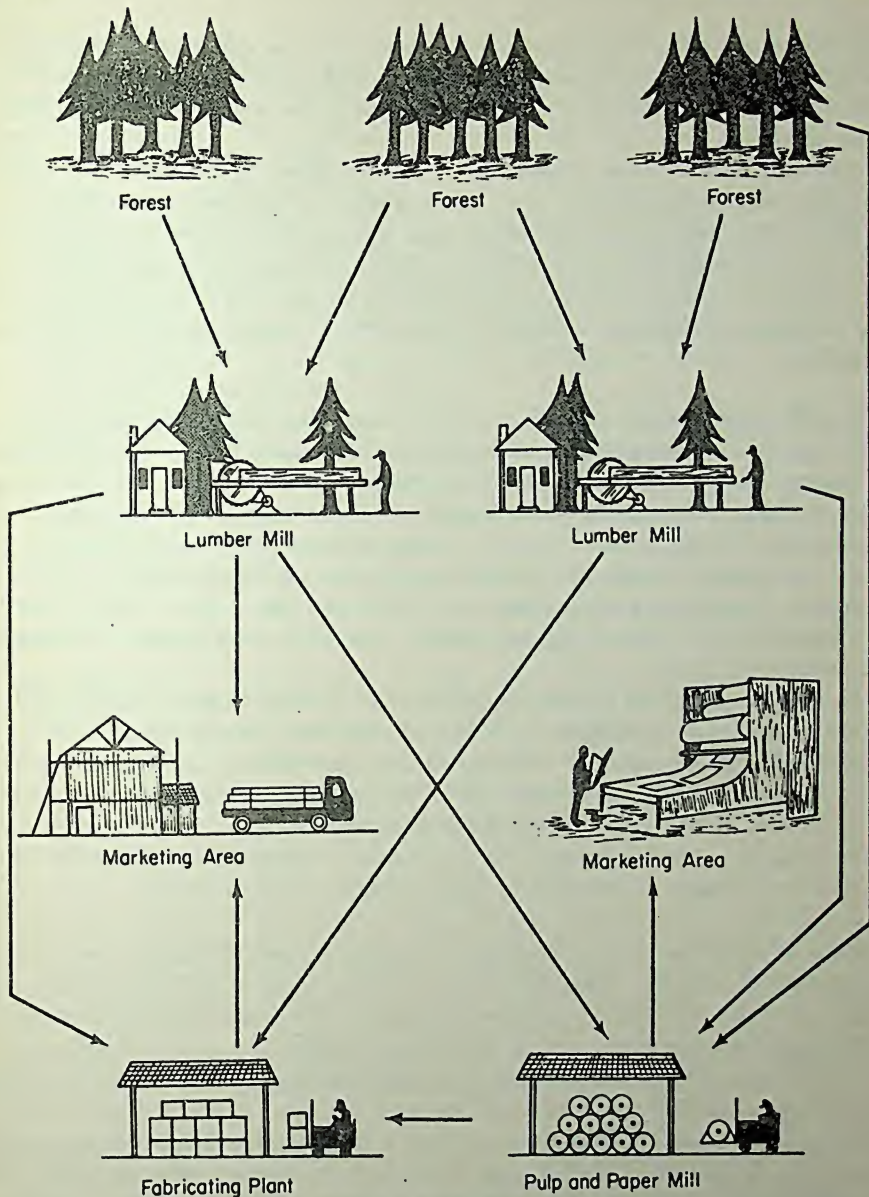 Forest
Forest
Forest
Lumber Mill
Lumber Mill
Marketing Area
Marketing Area
Fabricating Plant
Pulp and Paper Mill